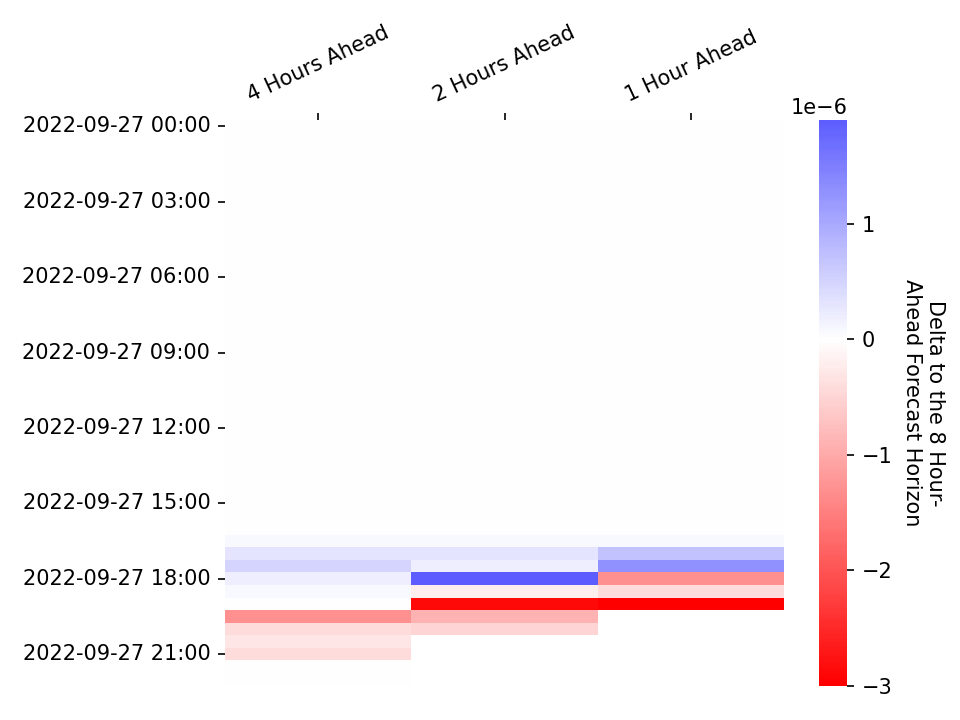 4 Hours Ahead
2 Hours Ahead
1 Hour Ahead
1e−6
2022-09-27 00:00
2022-09-27 03:00
2022-09-27 06:00
2022-09-27 09:00
2022-09-27 12:00
2022-09-27 15:00
2022-09-27 18:00
2022-09-27 21:00
1
0
−1
−2
−3
Delta to the 8 Hour-
Ahead Forecast Horizon